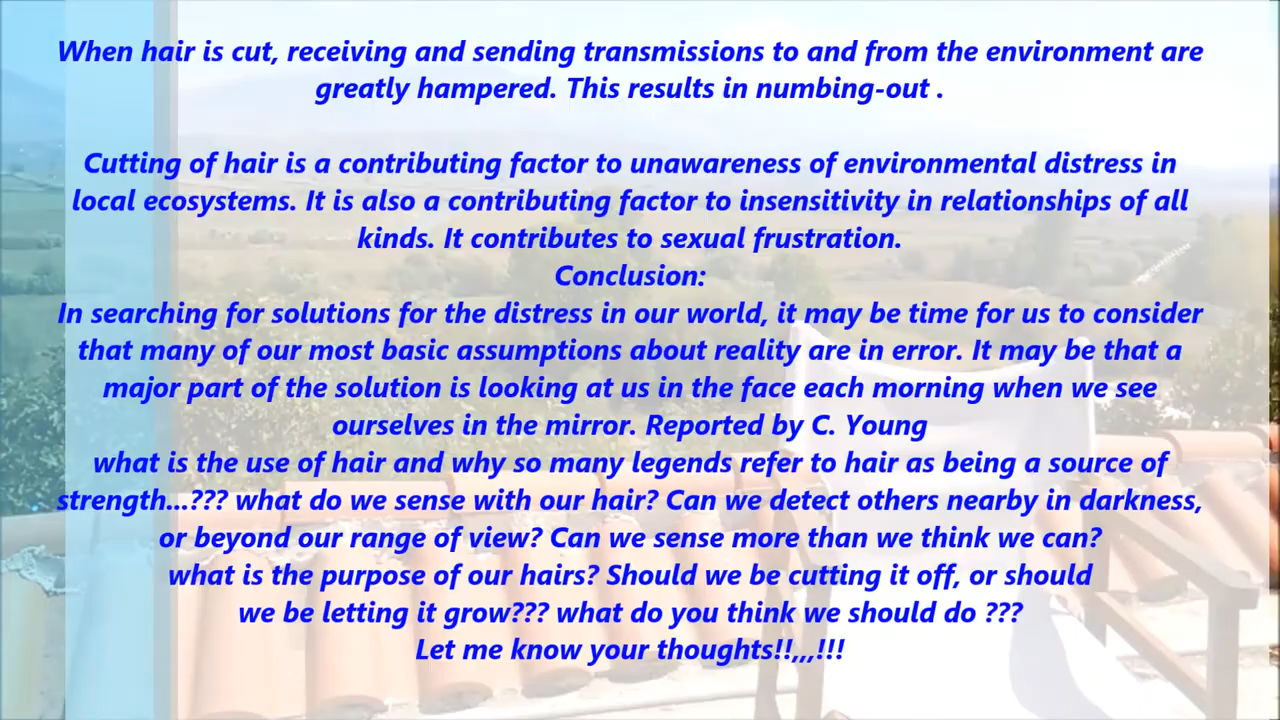 When hair is cut, receiving and sending transmissions to and from the environment are
greatly hampered. This results in numbing-out .
Cutting of hair is a contributing factor to unawareness of environmental distress in
local ecosystems. It is also a contributing factor to insensitivity in relationships of all
kinds. It contributes to sexual frustration.
Conclusion:
In searching for solutions for the distress in our world, it may be time for us to consider
that many of our most basic assumptions about reality are in error. It may be that a
major part of the solution is looking at us in the face each morning when we see
ourselves in the mirror. Reported by C. Young
what is the use of hair and why so many legends refer to hair as being a source of
strength...??? what do we sense with our hair? Can we detect others nearby in darkness,
or beyond our range of view? Can we sense more than we think we can?
what is the purpose of our hairs? Should we be cutting it off, or should
we be letting it grow??? what do you think we should do ???
Let me know your thoughts!!,,,!!!